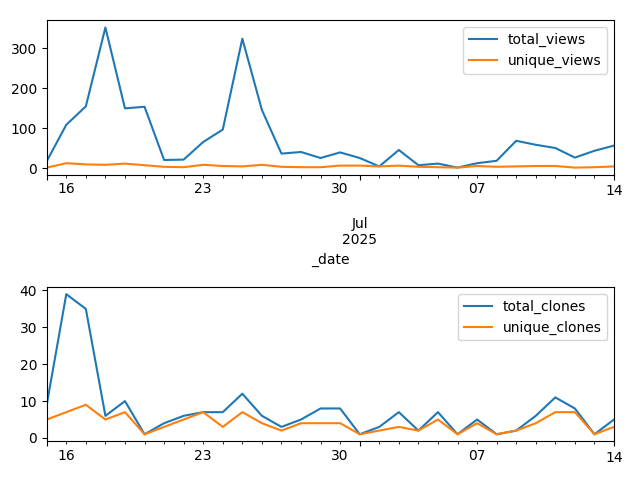 300
200
100
0
total_views
unique_views
16 23 30 07 14
Jul
2025
_date
40
30
20
10
0
total_clones
unique_clones
16 23 30 07 14